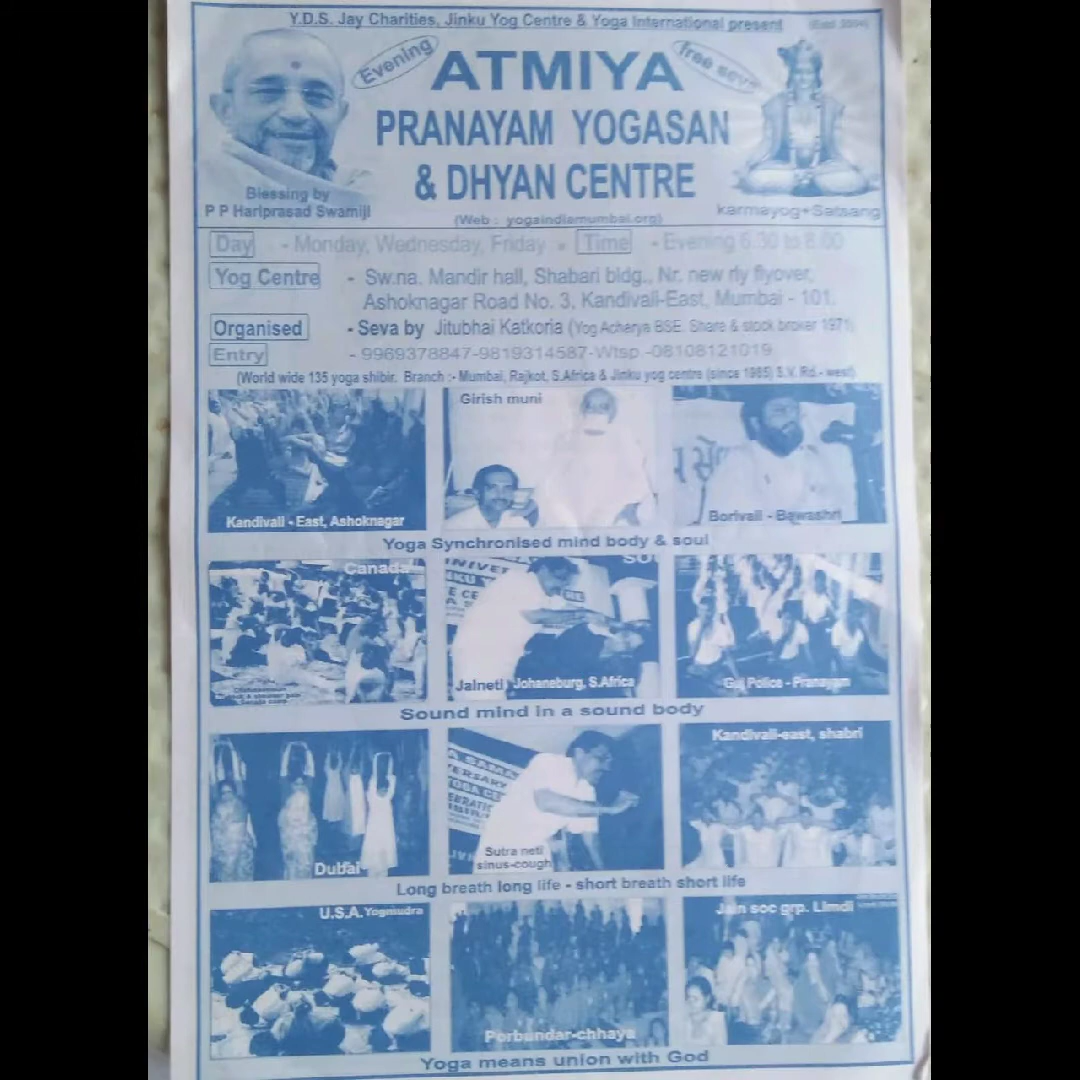 Y.D.S. Jay Charities, Jinku Yog Centre & Yoga International present
Evening
free seva
ATMIYA
PRANAYAM YOGASAN
& DHYAN CENTRE
Blessing by
P P Hariprasad Swamiji
(Web : yogaindiamumbai.org)
karmayog+Satsang
Day - Monday, Wednesday, Friday - Time - Evening 6.30 to 8.00
Yog Centre - Sw.na. Mandir hall, Shabari bldg., Nr. new rly flyover,
Ashoknagar Road No. 3, Kandivali-East, Mumbai - 101.
Organised - Seva by Jitubhai Katkoria (Yog Acharya BSE. Share & stock broker 1971)
Entry - 9969378847-9819314587-Wtsp.-08108121019
(World wide 135 yoga shibir. Branch :- Mumbai, Rajkot, S.Africa & Jinku yog centre (since 1985) S.V. Rd.- west)
Kandivali - East, Ashoknagar
Girish muni
Borivali - Bawashri
Yoga Synchronised mind body & soul
Canada
Jalneti Johaneburg, S.Africa
Guj Police - Pranayam
Sound mind in a sound body
Dubai
Sutra neti
sinus-cough
Kandivali-east, shabri
Long breath long life - short breath short life
U.S.A. Yogmudra
Porbandar-chhaya
Jain soc grp. Limdi
Yoga means union with God